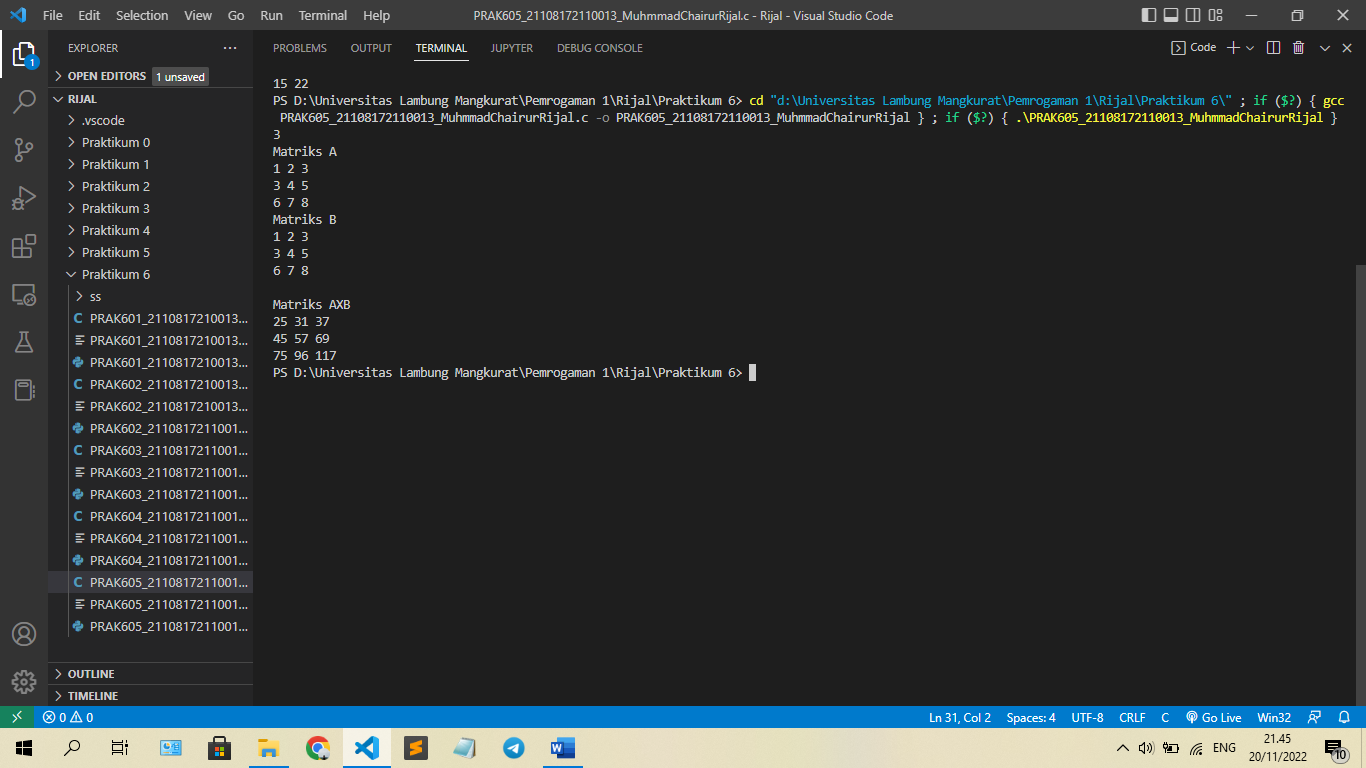 File Edit Selection View Go Run Terminal Help
PRAK605_21108172110013_MuhmmadChairurRijal.c - Rijal - Visual Studio Code
EXPLORER ...
1
OPEN EDITORS 1 unsaved
RIJAL
.vscode
Praktikum 0
Praktikum 1
Praktikum 2
Praktikum 3
Praktikum 4
Praktikum 5
Praktikum 6
ss
C PRAK601_2110817210013...
PRAK601_2110817210013...
PRAK601_2110817210013...
C PRAK602_2110817210013...
PRAK602_2110817210013...
PRAK602_211081721100 1...
C PRAK603_2110817211001...
PRAK603_2110817211001...
PRAK603_2110817211001...
C PRAK604_2110817211001...
PRAK604_2110817211001...
PRAK604_2110817211001...
C PRAK605_2110817211001...
PRAK605_2110817211001...
PRAK605_2110817211001...
OUTLINE
TIMELINE
PROBLEMS OUTPUT TERMINAL JUPYTER DEBUG CONSOLE
Code
15 22
PS D:\Universitas Lambung Mangkurat\Pemrogaman 1\Rijal\Praktikum 6> cd "d:\Universitas Lambung Mangkurat\Pemrogaman 1\Rijal\Praktikum 6\" ; if ($?) { gcc
PRAK605_21108172110013_MuhmmadChairurRijal.c -o PRAK605_21108172110013_MuhmmadChairurRijal } ; if ($?) { .\PRAK605_21108172110013_MuhmmadChairurRijal }
3
Matriks A
1 2 3
3 4 5
6 7 8
Matriks B
1 2 3
3 4 5
6 7 8
Matriks AXB
25 31 37
45 57 69
75 96 117
PS D:\Universitas Lambung Mangkurat\Pemrogaman 1\Rijal\Praktikum 6>
0 0
Ln 31, Col 2 Spaces: 4 UTF-8 CRLF C Go Live Win32
ENG
21.45
20/11/2022
10